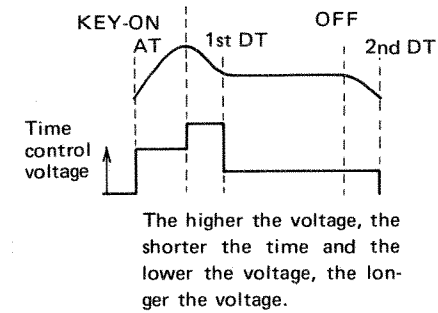 KEY-ON
OFF
AT
1st DT
2nd DT
Time
control
voltage
The higher the voltage, the
shorter the time and the
lower the voltage, the lon-
ger the voltage.